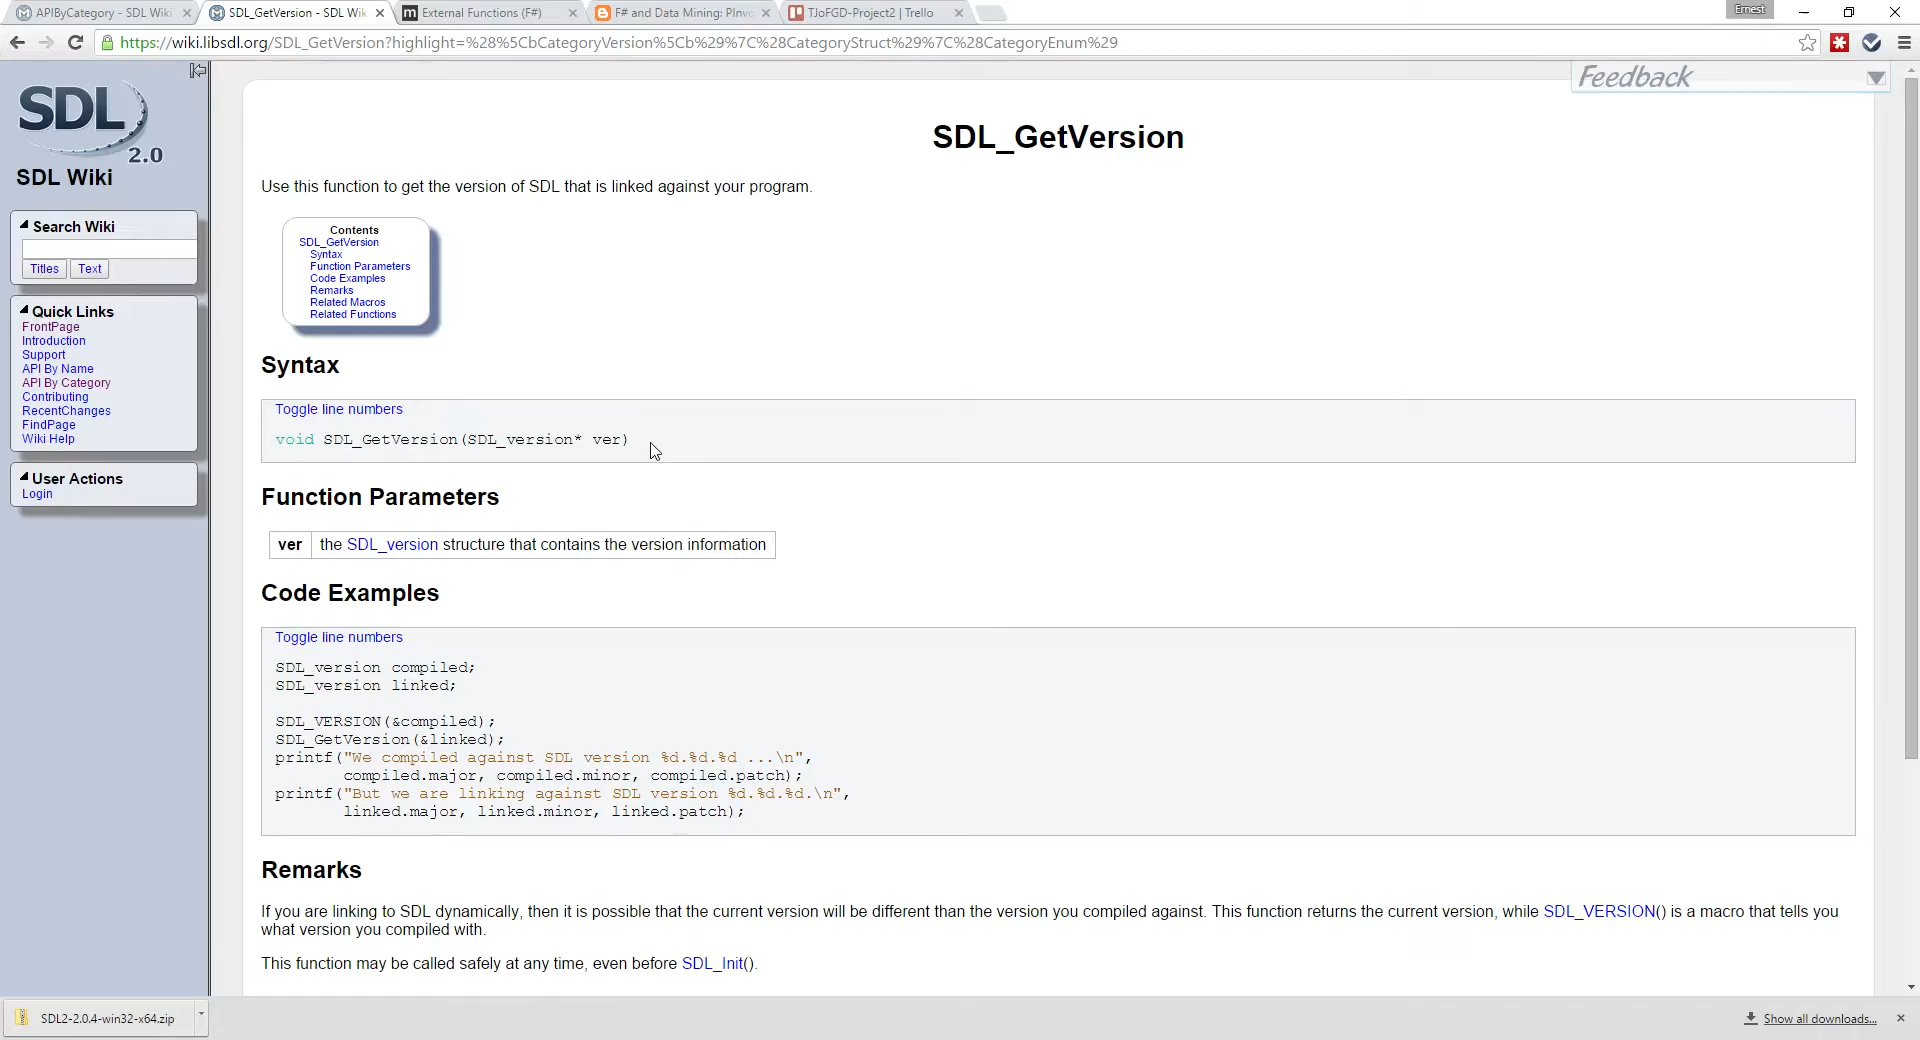 APIByCategory - SDL Wiki
SDL_GetVersion - SDL Wik
External Functions (F#)
F# and Data Mining: PInvo
TJoFGD-Project2 | Trello
Ernest
https://wiki.libsdl.org/SDL_GetVersion?highlight=%28%5CbCategoryVersion%5Cb%29%7C%28CategoryStruct%29%7C%28CategoryEnum%29
Feedback
SDL
2.0
SDL Wiki
Search Wiki
Titles
Text
Quick Links
FrontPage
Introduction
Support
API By Name
API By Category
Contributing
RecentChanges
FindPage
Wiki Help
User Actions
Login
SDL_GetVersion
Use this function to get the version of SDL that is linked against your program.
Contents
SDL_GetVersion
Syntax
Function Parameters
Code Examples
Remarks
Related Macros
Related Functions
Syntax
Toggle line numbers
void SDL_GetVersion(SDL_version* ver)
Function Parameters
ver the SDL_version structure that contains the version information
Code Examples
Toggle line numbers
SDL_version compiled;
SDL_version linked;
SDL_VERSION(&compiled);
SDL_GetVersion(&linked);
printf("We compiled against SDL version %d.%d.%d ...\n",
compiled.major, compiled.minor, compiled.patch);
printf("But we are linking against SDL version %d.%d.%d.\n",
linked.major, linked.minor, linked.patch);
Remarks
If you are linking to SDL dynamically, then it is possible that the current version will be different than the version you compiled against. This function returns the current version, while SDL_VERSION() is a macro that tells you
what version you compiled with.
This function may be called safely at any time, even before SDL_Init().
SDL2-2.0.4-win32-x64.zip
Show all downloads...